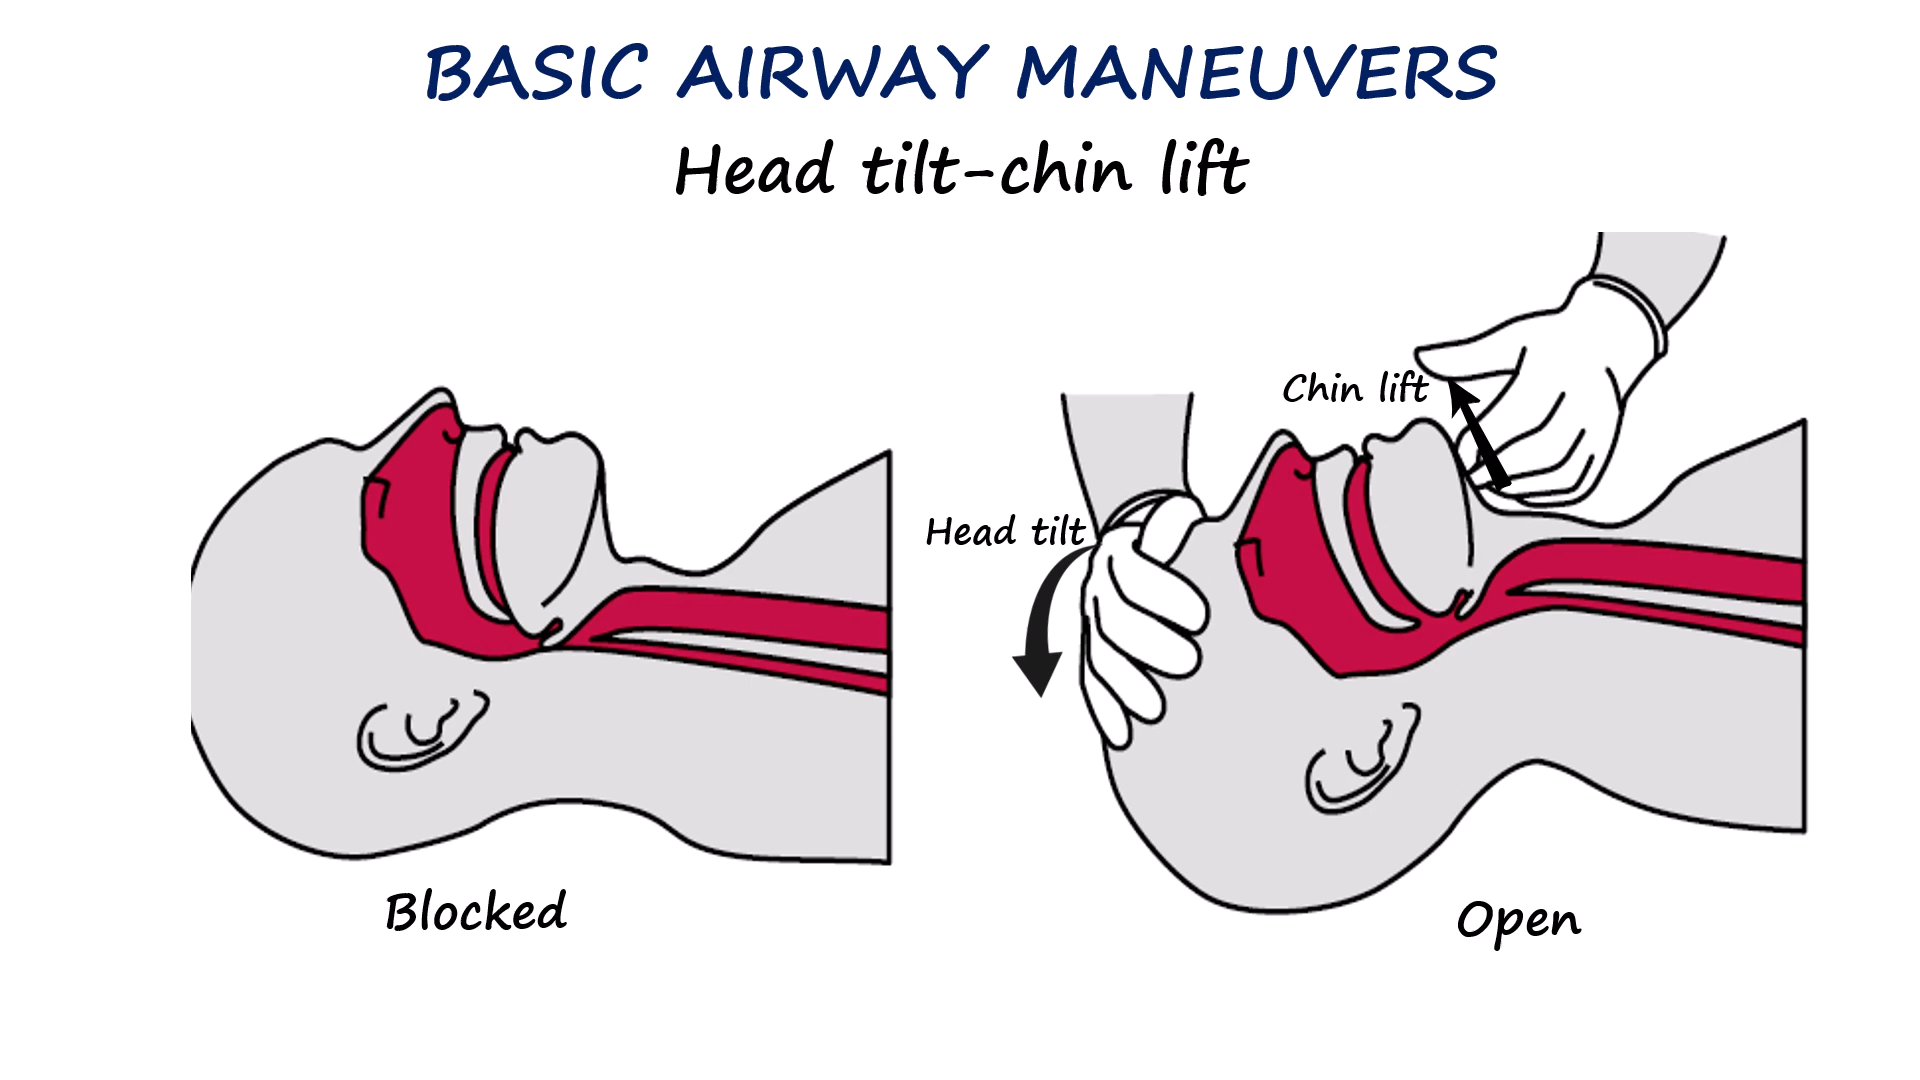 BASIC AIRWAY MANEUVERS
Head tilt-chin lift
Chin lift
Head tilt
Blocked
Open